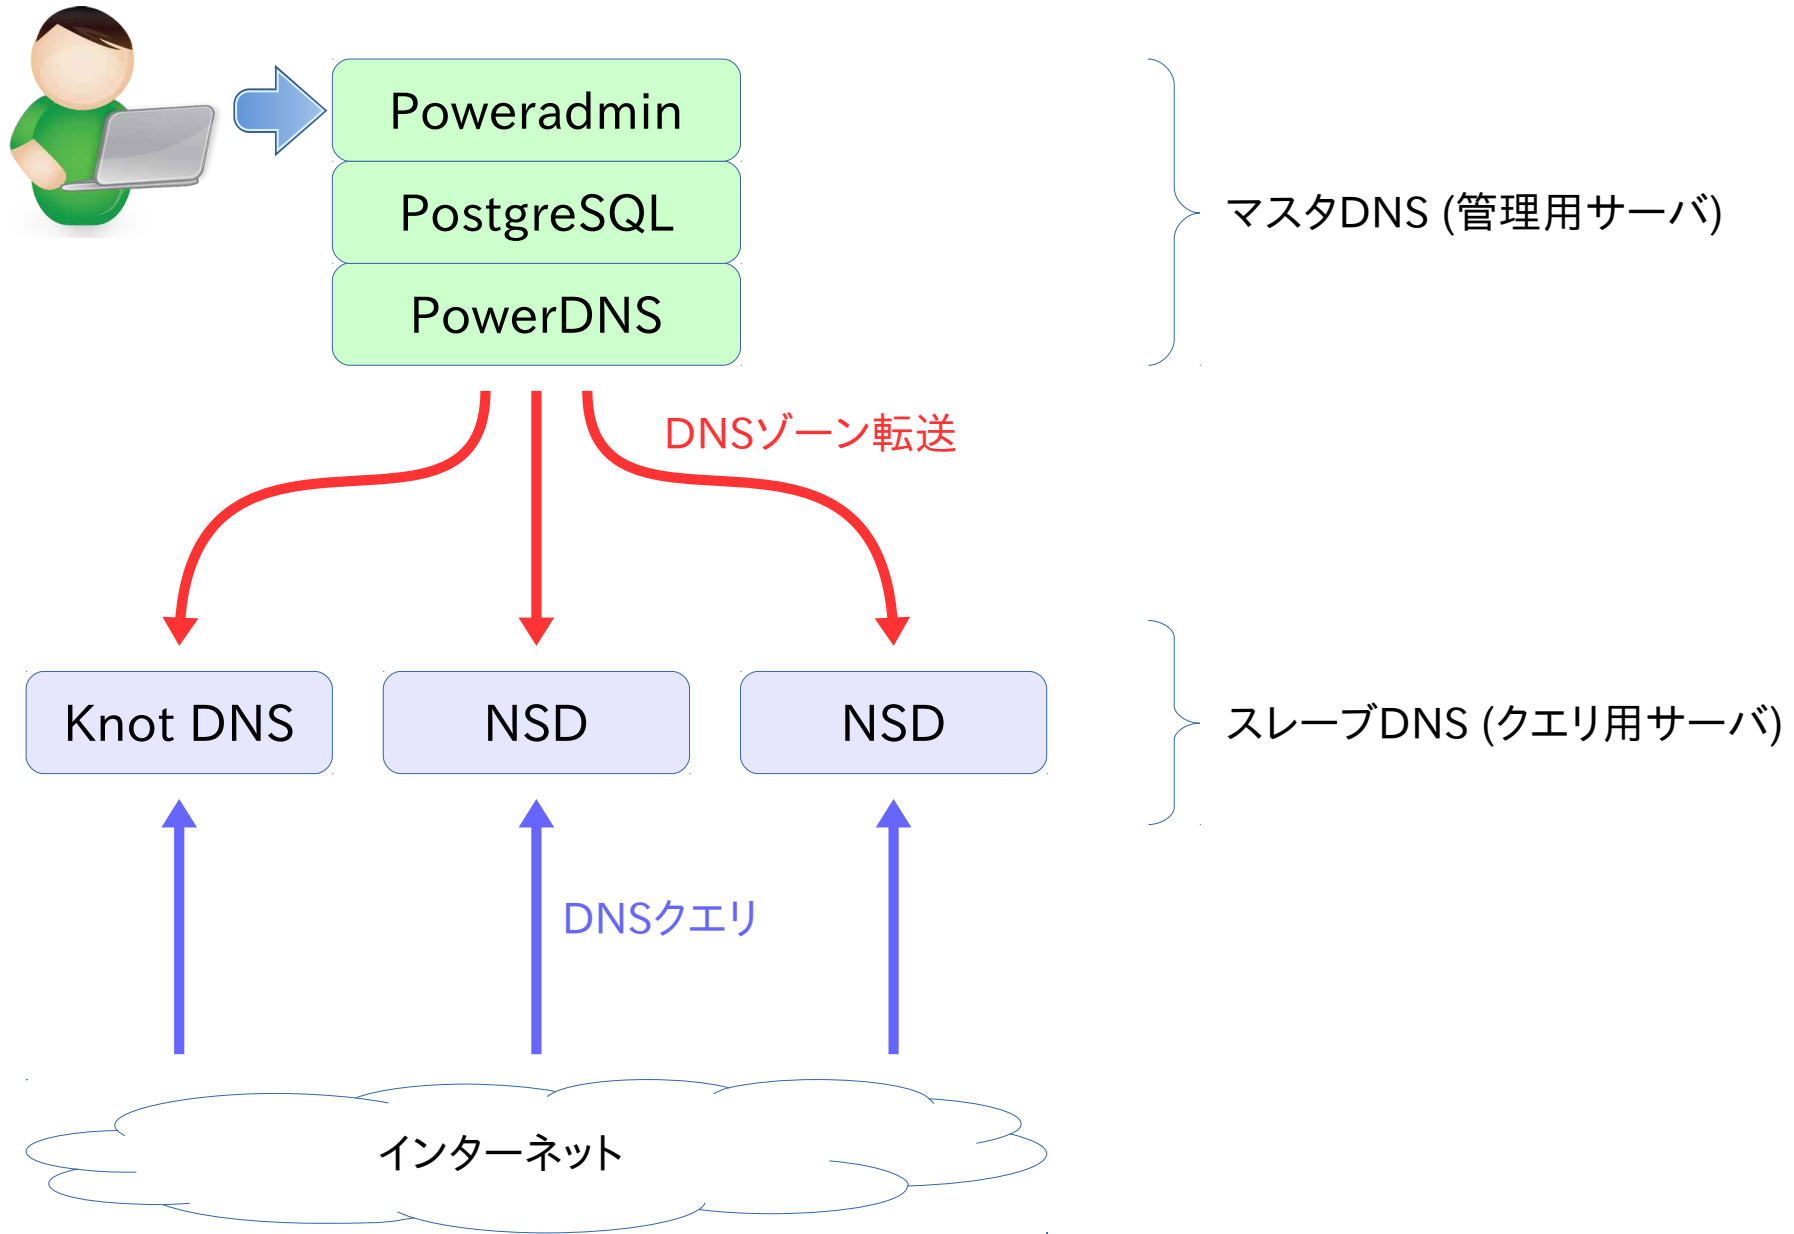 Poweradmin
PostgreSQL
マスタDNS (管理用サーバ)
PowerDNS
DNSゾーン転送
Knot DNS
NSD
NSD
スレーブDNS (クエリ用サーバ)
DNSクエリ
インターネット